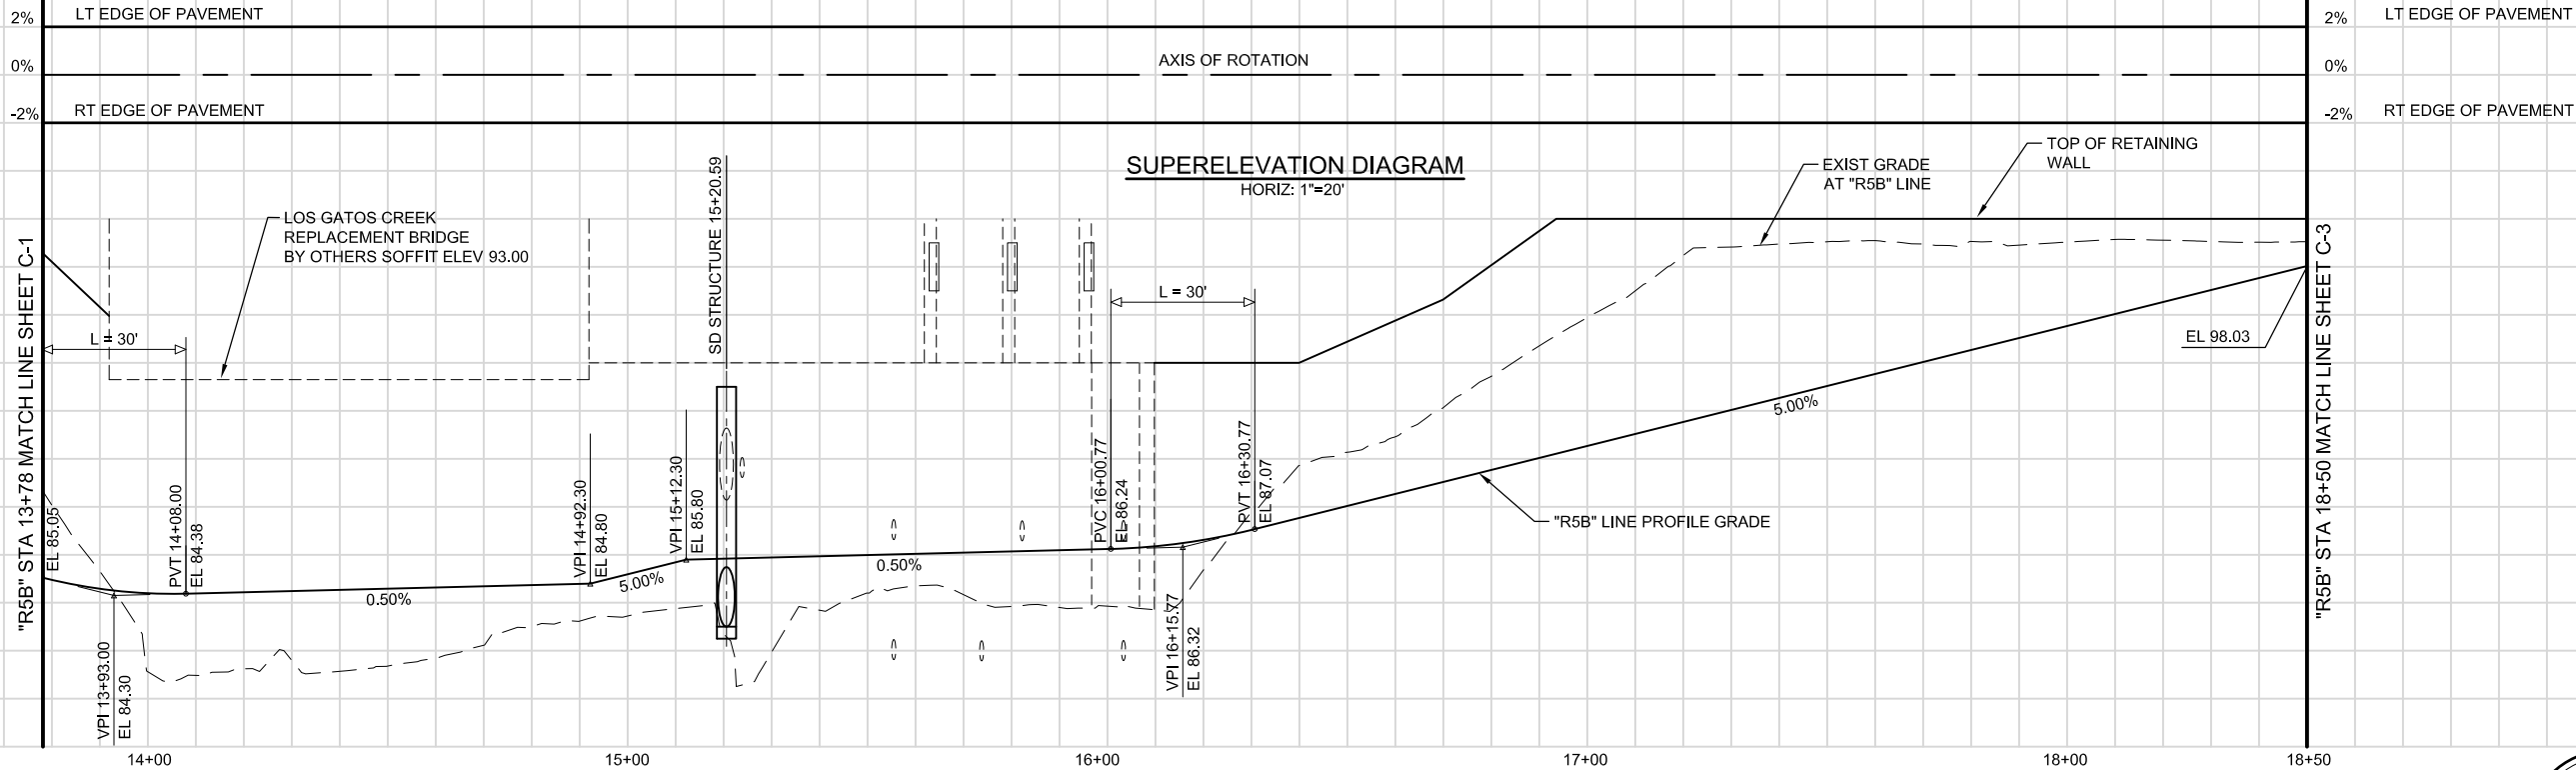 2%
LT EDGE OF PAVEMENT
2%
LT EDGE OF PAVEMENT
0%
AXIS OF ROTATION
0%
-2%
RT EDGE OF PAVEMENT
-2%
RT EDGE OF PAVEMENT
SUPERELEVATION DIAGRAM
HORIZ: 1"=20'
TOP OF RETAINING
WALL
EXIST GRADE
AT "R5B" LINE
LOS GATOS CREEK
REPLACEMENT BRIDGE
BY OTHERS SOFFIT ELEV 93.00
SD STRUCTURE 15+20.59
"R5B" STA 13+78 MATCH LINE SHEET C-1
"R5B" STA 18+50 MATCH LINE SHEET C-3
L = 30'
L = 30'
EL 98.03
5.00%
EL 85.05
PVT 14+08.00
EL 84.38
VPI 14+92.30
EL 84.80
VPI 15+12.30
EL 85.80
PVC 16+00.77
EL 86.24
PVT 16+30.77
EL 87.07
"R5B" LINE PROFILE GRADE
0.50%
5.00%
0.50%
VPI 13+93.00
EL 84.30
VPI 16+15.77
EL 86.32
14+00
15+00
16+00
17+00
18+00
18+50